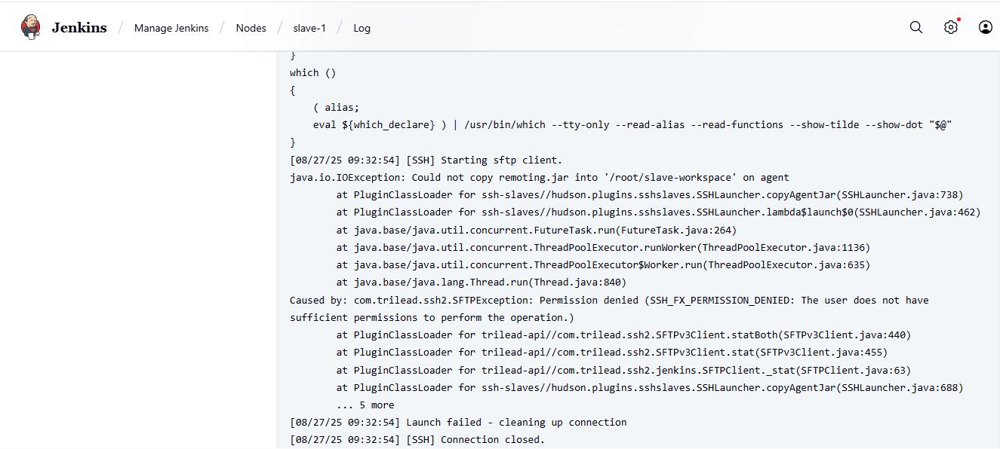 Jenkins / Manage Jenkins / Nodes / slave-1 / Log
}
which ()
{
    ( alias;
    eval ${which_declare} ) | /usr/bin/which --tty-only --read-alias --read-functions --show-tilde --show-dot "$@"
}
[08/27/25 09:32:54] [SSH] Starting sftp client.
java.io.IOException: Could not copy remoting.jar into '/root/slave-workspace' on agent
        at PluginClassLoader for ssh-slaves//hudson.plugins.sshslaves.SSHLauncher.copyAgentJar(SSHLauncher.java:738)
        at PluginClassLoader for ssh-slaves//hudson.plugins.sshslaves.SSHLauncher.lambda$launch$0(SSHLauncher.java:462)
        at java.base/java.util.concurrent.FutureTask.run(FutureTask.java:264)
        at java.base/java.util.concurrent.ThreadPoolExecutor.runWorker(ThreadPoolExecutor.java:1136)
        at java.base/java.util.concurrent.ThreadPoolExecutor$Worker.run(ThreadPoolExecutor.java:635)
        at java.base/java.lang.Thread.run(Thread.java:840)
Caused by: com.trilead.ssh2.SFTPException: Permission denied (SSH_FX_PERMISSION_DENIED: The user does not have
sufficient permissions to perform the operation.)
        at PluginClassLoader for trilead-api//com.trilead.ssh2.SFTPv3Client.statBoth(SFTPv3Client.java:440)
        at PluginClassLoader for trilead-api//com.trilead.ssh2.SFTPv3Client.stat(SFTPv3Client.java:455)
        at PluginClassLoader for trilead-api//com.trilead.ssh2.jenkins.SFTPClient._stat(SFTPClient.java:63)
        at PluginClassLoader for ssh-slaves//hudson.plugins.sshslaves.SSHLauncher.copyAgentJar(SSHLauncher.java:688)
        ... 5 more
[08/27/25 09:32:54] Launch failed - cleaning up connection
[08/27/25 09:32:54] [SSH] Connection closed.